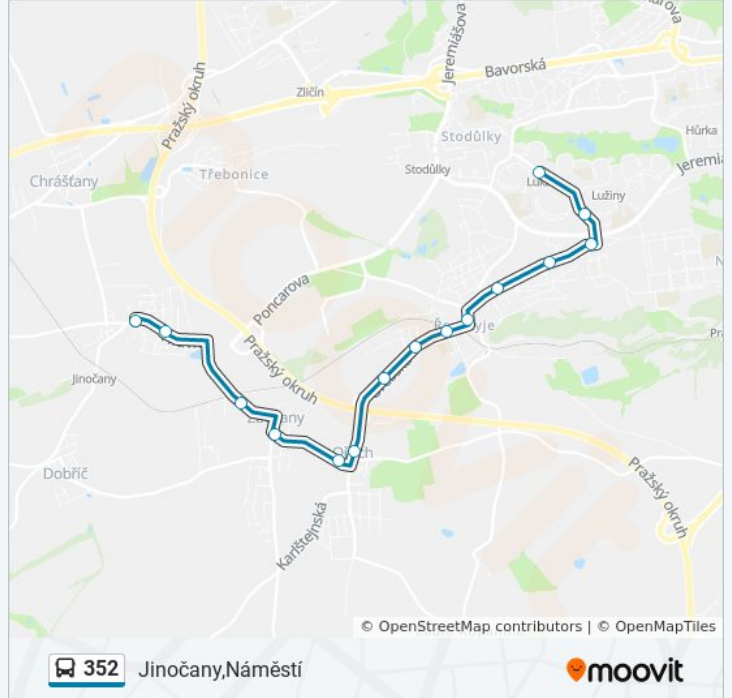 Jeremiášova
Bavorská
Pražský okruh
Zličín
Stodůlky
Hůrka
Stodůlky
Třebonice
Chrášťany
Lužiny
Poncarova
Pražský okruh
Jinočany
Dobříč
Pražský okruh
Karlštejnská
© OpenStreetMap contributors | © OpenMapTiles
352 Jinočany,Náměstí
moovit